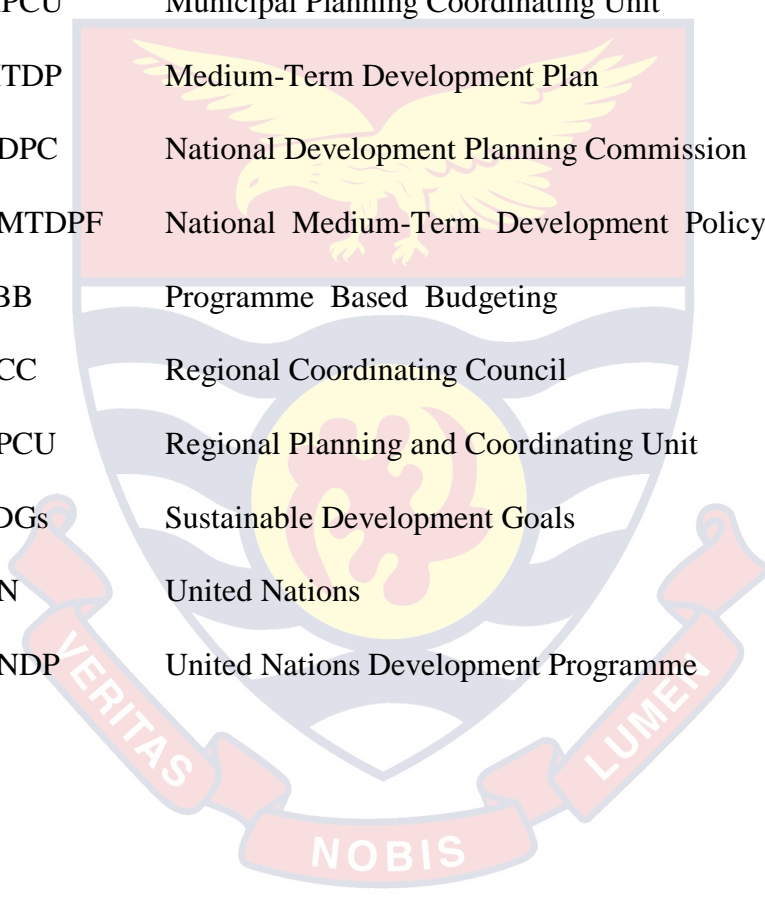 PCU Municipal Planning Coordinating Unit
TDP Medium-Term Development Plan
DPC National Development Planning Commission
MTDPF National Medium-Term Development Policy
BB Programme Based Budgeting
CC Regional Coordinating Council
PCU Regional Planning and Coordinating Unit
DGs Sustainable Development Goals
N United Nations
NDP United Nations Development Programme
VERITAS
NOBIS
LUMEN